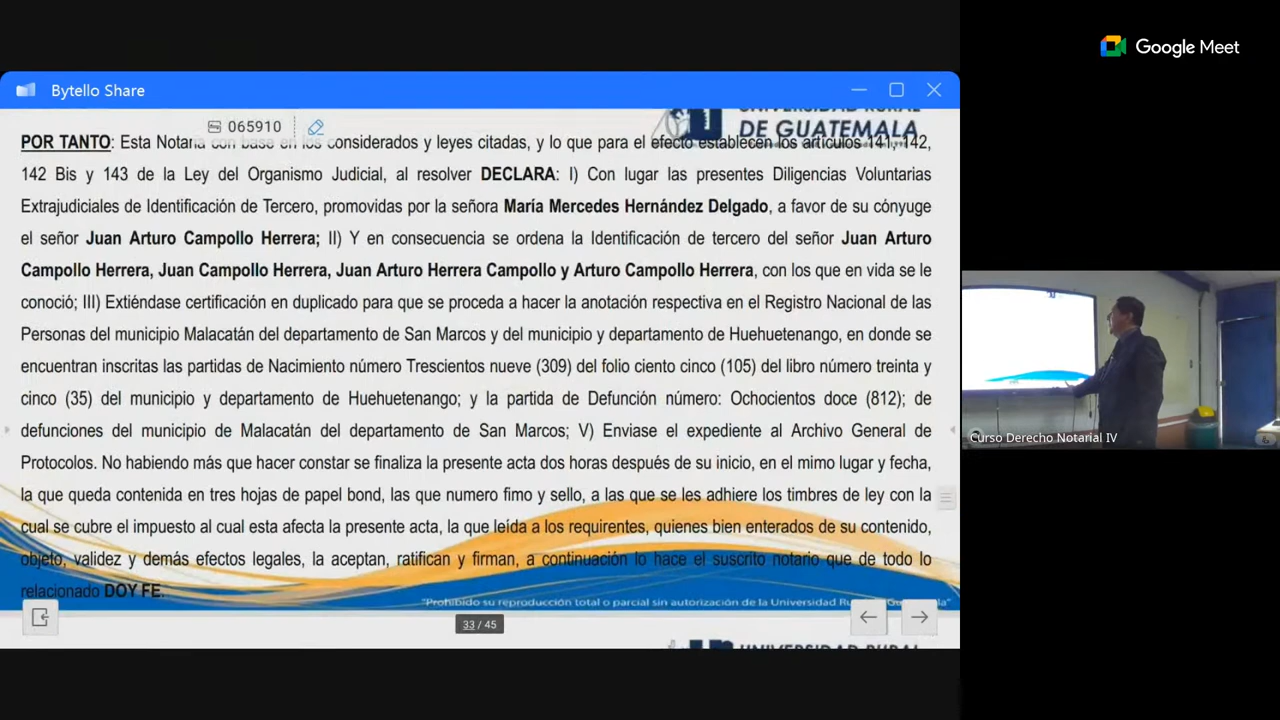 Google Meet
Bytello Share
065910
UNIVERSIDAD RURAL
DE GUATEMALA
POR TANTO: Esta Notaria con base en los considerados y leyes citadas, y lo que para el efecto establecen los artículos 141, 142,
142 Bis y 143 de la Ley del Organismo Judicial, al resolver DECLARA: I) Con lugar las presentes Diligencias Voluntarias
Extrajudiciales de Identificación de Tercero, promovidas por la señora María Mercedes Hernández Delgado, a favor de su cónyuge
el señor Juan Arturo Campollo Herrera; II) Y en consecuencia se ordena la Identificación de tercero del señor Juan Arturo
Campollo Herrera, Juan Campollo Herrera, Juan Arturo Herrera Campollo y Arturo Campollo Herrera, con los que en vida se le
conoció; III) Extiéndase certificación en duplicado para que se proceda a hacer la anotación respectiva en el Registro Nacional de las
Personas del municipio Malacatán del departamento de San Marcos y del municipio y departamento de Huehuetenango, en donde se
encuentran inscritas las partidas de Nacimiento número Trescientos nueve (309) del folio ciento cinco (105) del libro número treinta y
cinco (35) del municipio y departamento de Huehuetenango; y la partida de Defunción número: Ochocientos doce (812); de
defunciones del municipio de Malacatán del departamento de San Marcos; V) Enviase el expediente al Archivo General de
Protocolos. No habiendo más que hacer constar se finaliza la presente acta dos horas después de su inicio, en el mimo lugar y fecha,
la que queda contenida en tres hojas de papel bond, las que numero fimo y sello, a las que se les adhiere los timbres de ley con la
cual se cubre el impuesto al cual esta afecta la presente acta, la que leída a los requirentes, quienes bien enterados de su contenido,
objeto, validez y demás efectos legales, la aceptan, ratifican y firman, a continuación lo hace el suscrito notario que de todo lo
relacionado DOY FE.
"Prohibido su reproducción total o parcial sin autorización de la Universidad
33 / 45
UNIVERSIDAD RURAL
Curso Derecho Notarial IV